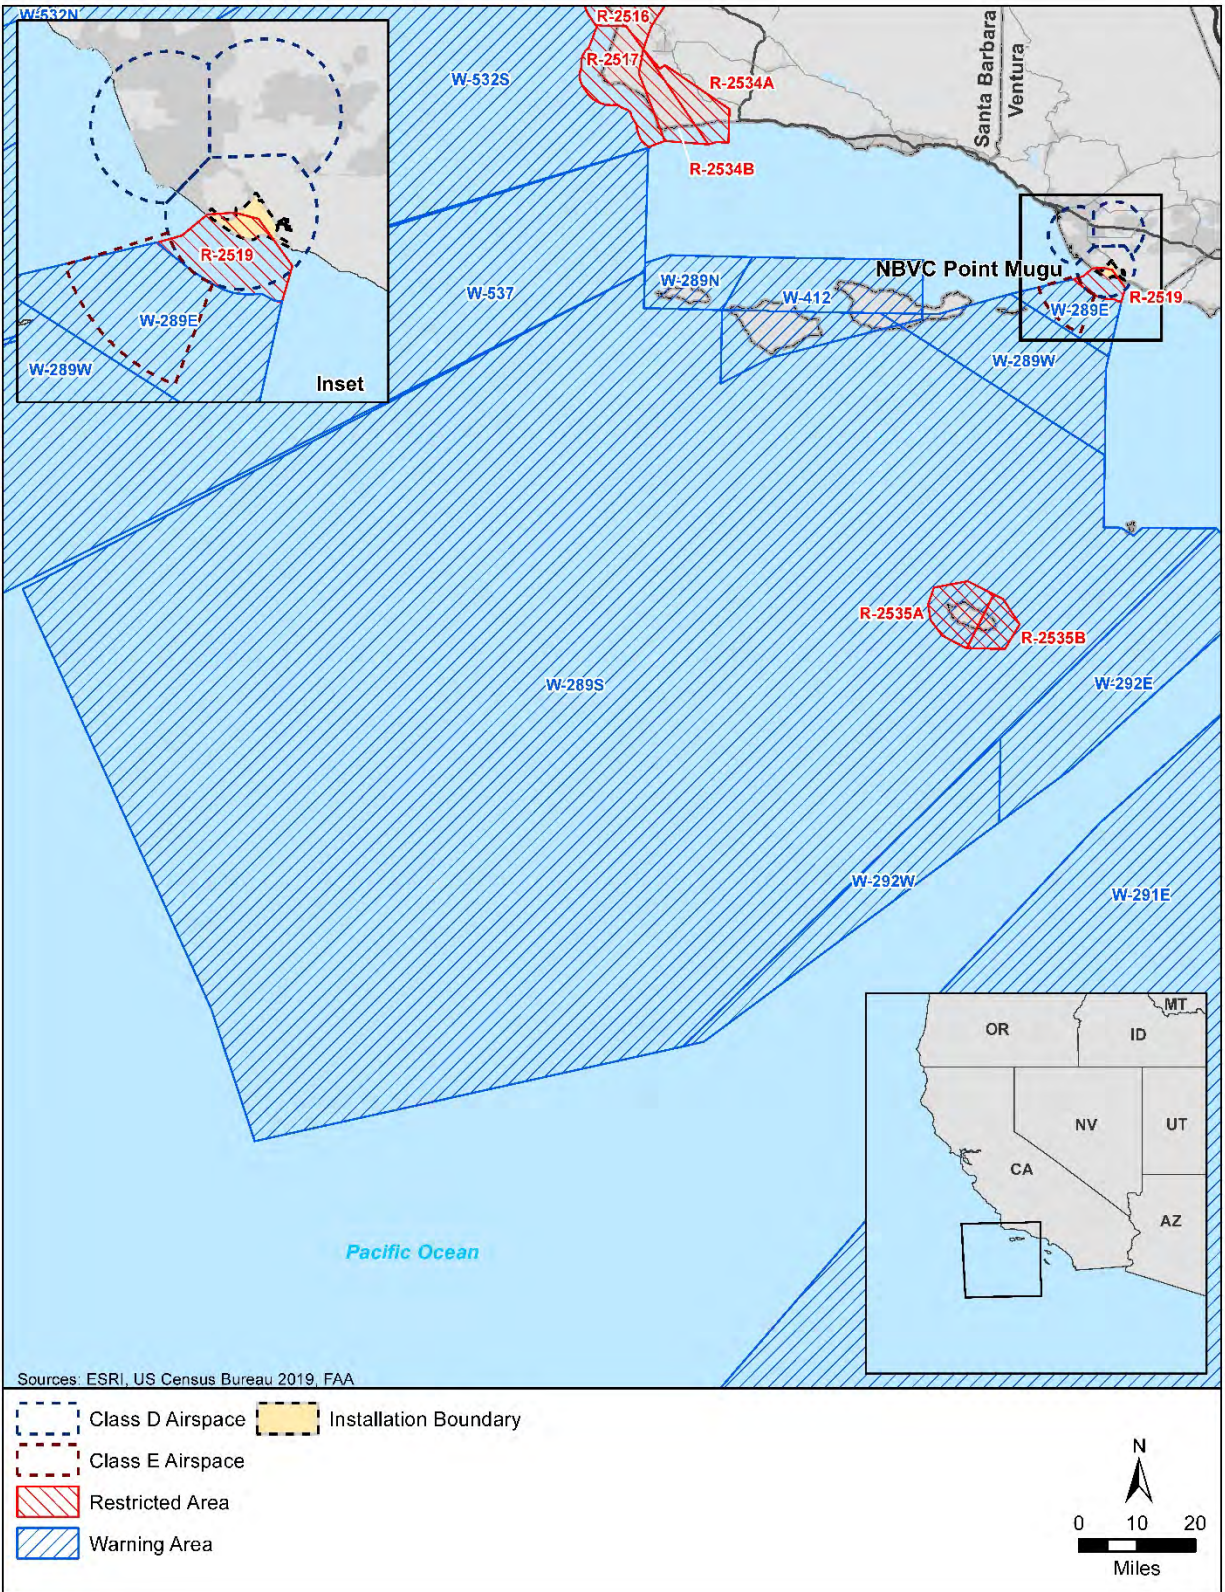 W-532N
R-2516
R-2517
W-532S
R-2534A
R-2534B
Santa Barbara
Ventura
R-2519
W-289E
W-289W
Inset
W-537
W-289N
W-412
NBVC Point Mugu
R-2519
W-289E
W-289W
R-2535A
R-2535B
W-289S
W-292E
W-292W
W-291E
MT
OR
ID
NV
UT
CA
AZ
Pacific Ocean
Sources: ESRI, US Census Bureau 2019, FAA
Class D Airspace
Installation Boundary
Class E Airspace
Restricted Area
Warning Area
N
0 10 20
Miles